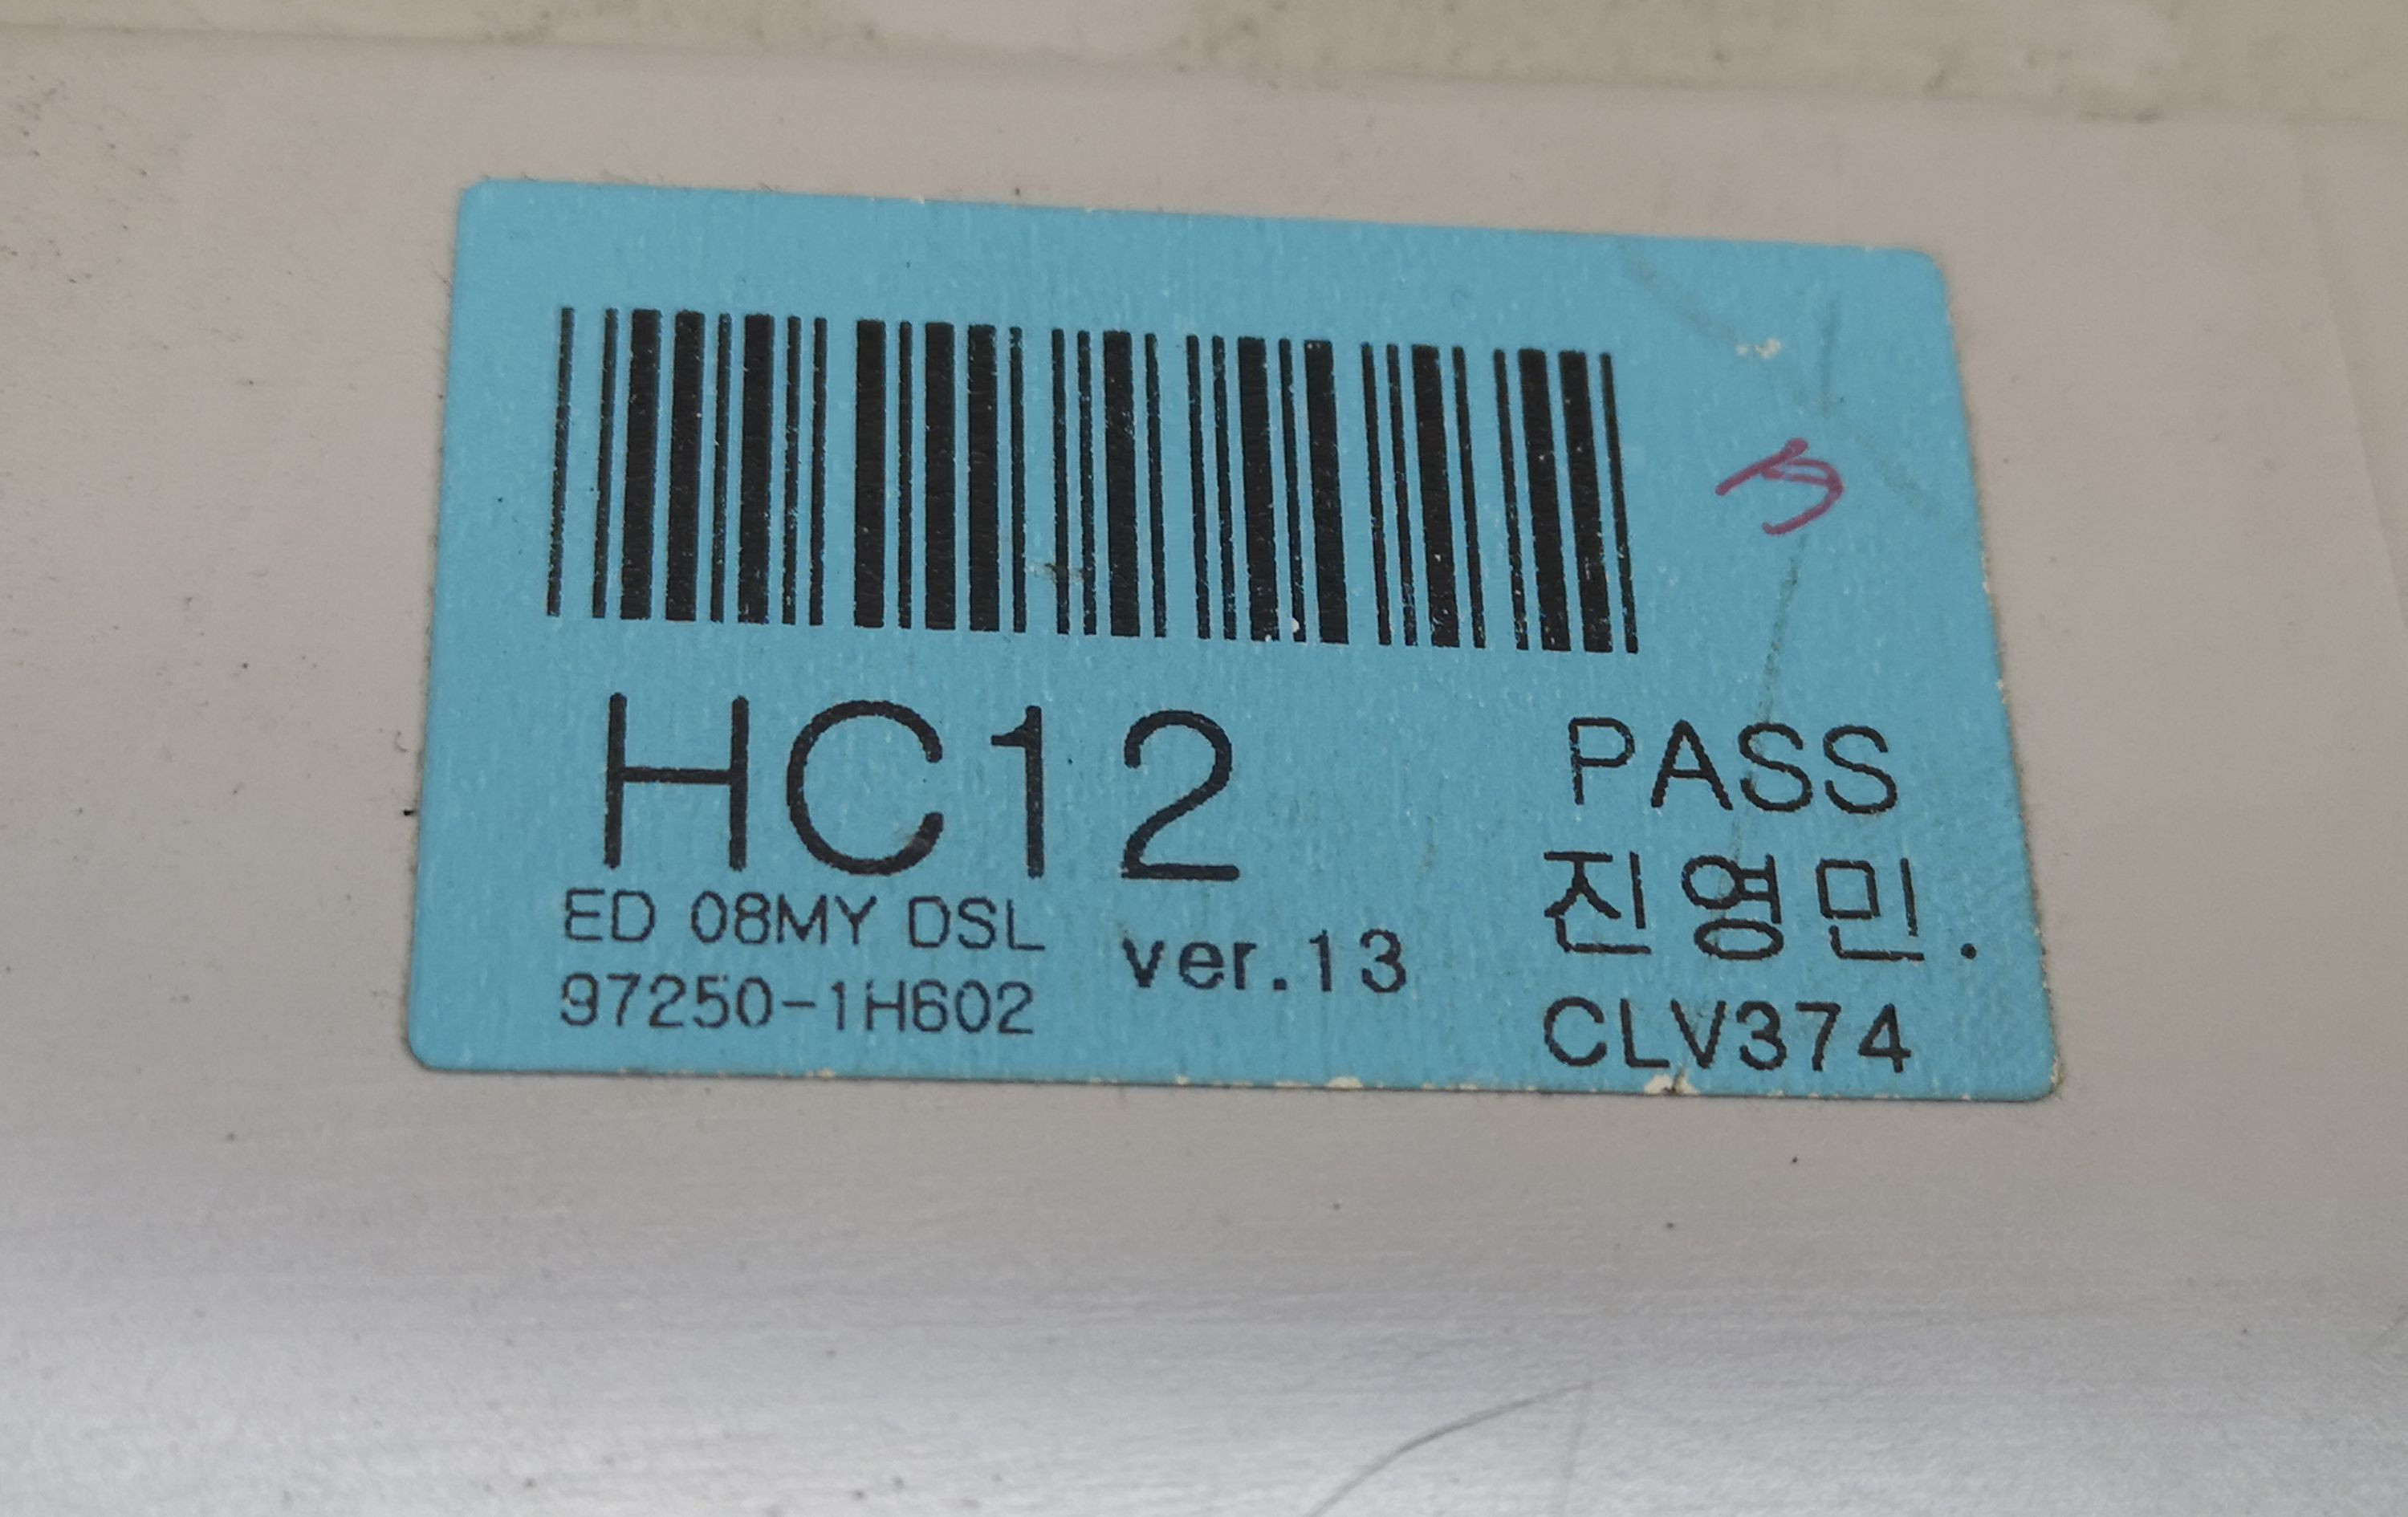 HC12
ED 08MY DSL
97250-1H602
ver.13
PASS
진영민.
CLV374